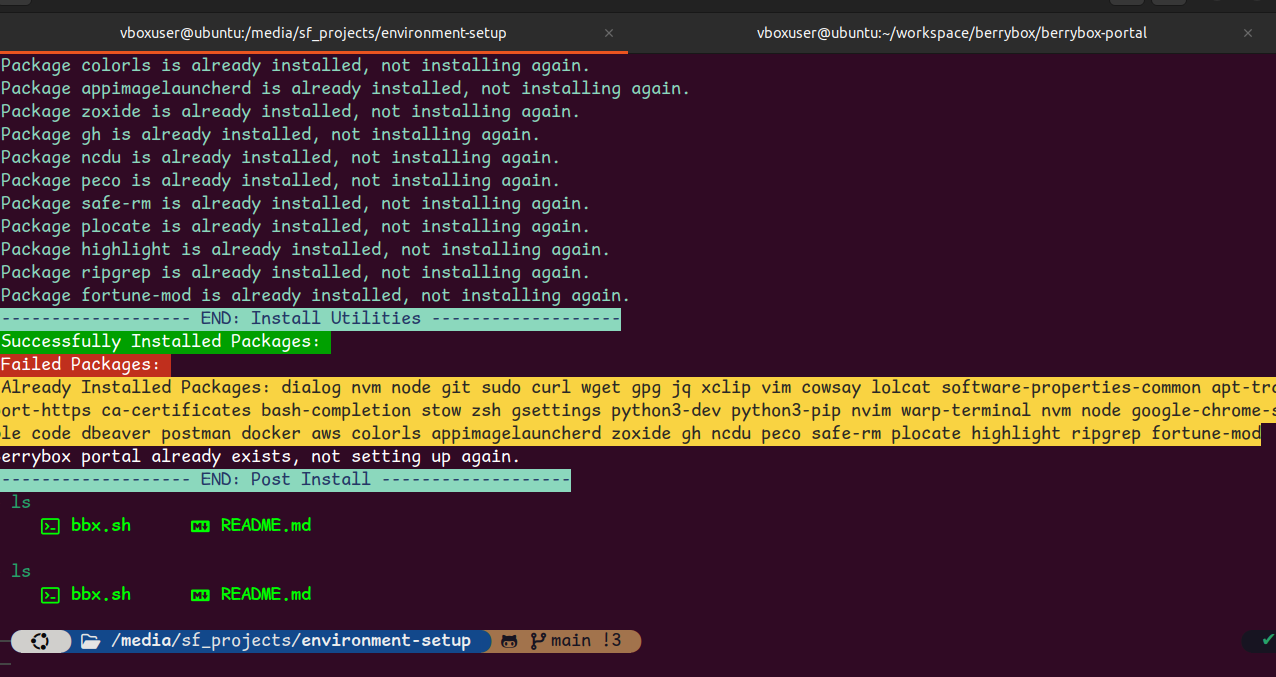 vboxuser@ubuntu:/media/sf_projects/environment-setup × vboxuser@ubuntu:~/workspace/berrybox/berrybox-portal ×
Package colorls is already installed, not installing again.
Package appimagelauncherd is already installed, not installing again.
Package zoxide is already installed, not installing again.
Package gh is already installed, not installing again.
Package ncdu is already installed, not installing again.
Package peco is already installed, not installing again.
Package safe-rm is already installed, not installing again.
Package plocate is already installed, not installing again.
Package highlight is already installed, not installing again.
Package ripgrep is already installed, not installing again.
Package fortune-mod is already installed, not installing again.
------------------- END: Install Utilities -------------------
Successfully Installed Packages:
Failed Packages:
Already Installed Packages: dialog nvm node git sudo curl wget gpg jq xclip vim cowsay lolcat software-properties-common apt-tra
ort-https ca-certificates bash-completion stow zsh gsettings python3-dev python3-pip nvim warp-terminal nvm node google-chrome-s
le code dbeaver postman docker aws colorls appimagelauncherd zoxide gh ncdu peco safe-rm plocate highlight ripgrep fortune-mod
errybox portal already exists, not setting up again.
------------------- END: Post Install -------------------
ls
bbx.sh README.md
ls
bbx.sh README.md
/media/sf_projects/environment-setup main !3 ✔